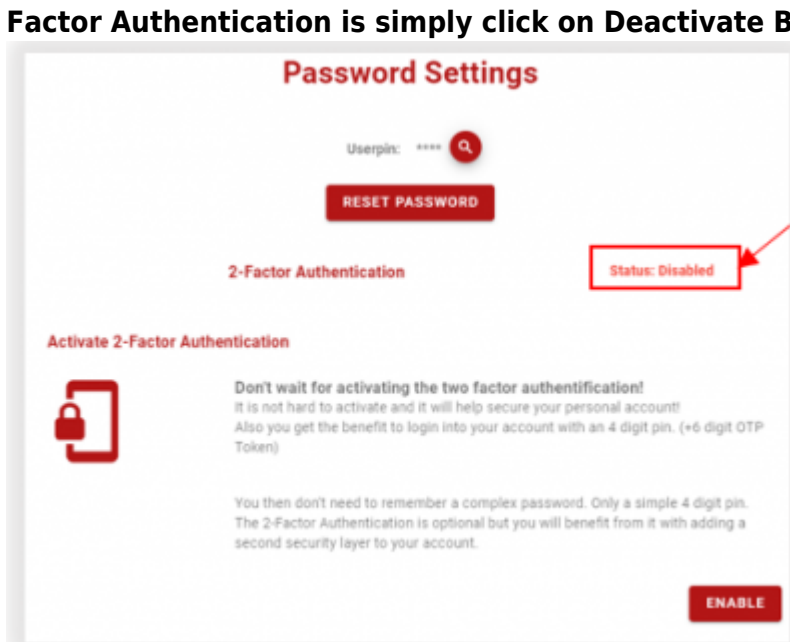 Factor Authentication is simply click on Deactivate B
Password Settings
Userpin: ****
RESET PASSWORD
2-Factor Authentication
Status: Disabled
Activate 2-Factor Authentication
Don't wait for activating the two factor authentification!
It is not hard to activate and it will help secure your personal account!
Also you get the benefit to login into your account with an 4 digit pin. (+6 digit OTP
Token)
You then don't need to remember a complex password. Only a simple 4 digit pin.
The 2-Factor Authentication is optional but you will benefit from it with adding a
second security layer to your account.
ENABLE